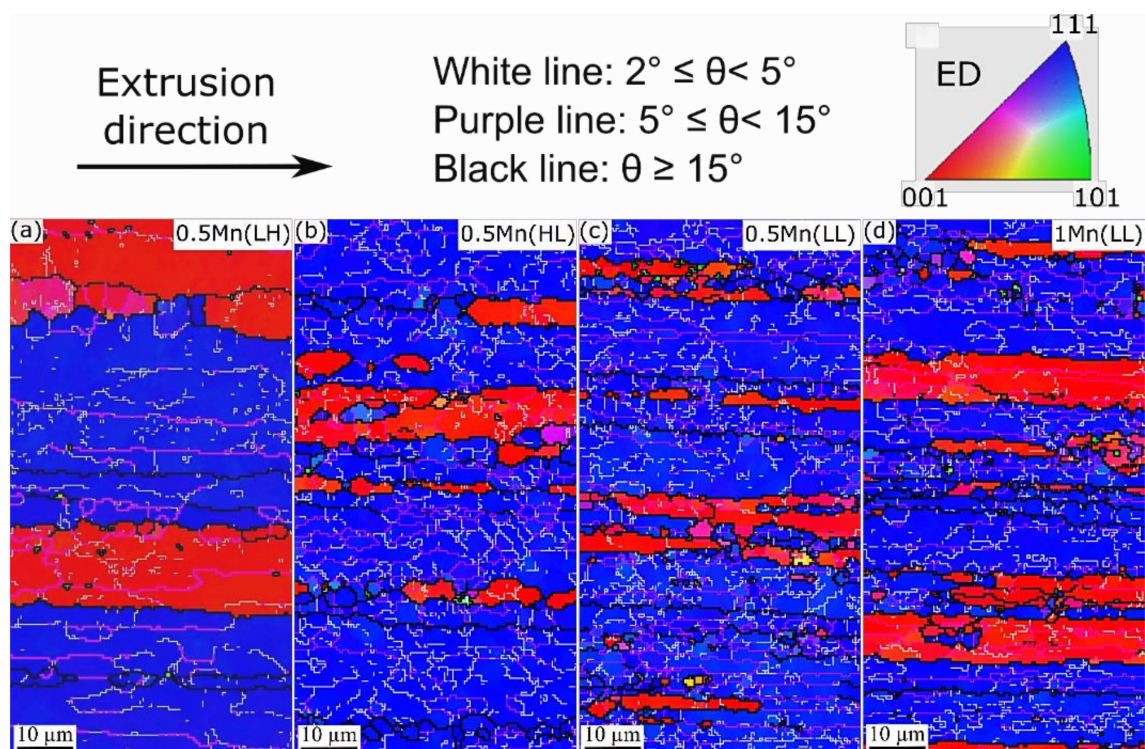 Extrusion
direction
White line: 2° ≤ θ< 5°
Purple line: 5° ≤ θ< 15°
Black line: θ ≥ 15°
111
ED
001
101
(a)
0.5Mn(LH)
(b)
0.5Mn(HL)
(c)
0.5Mn(LL)
(d)
1Mn(LL)
10 μm
10 μm
10 μm
10 μm